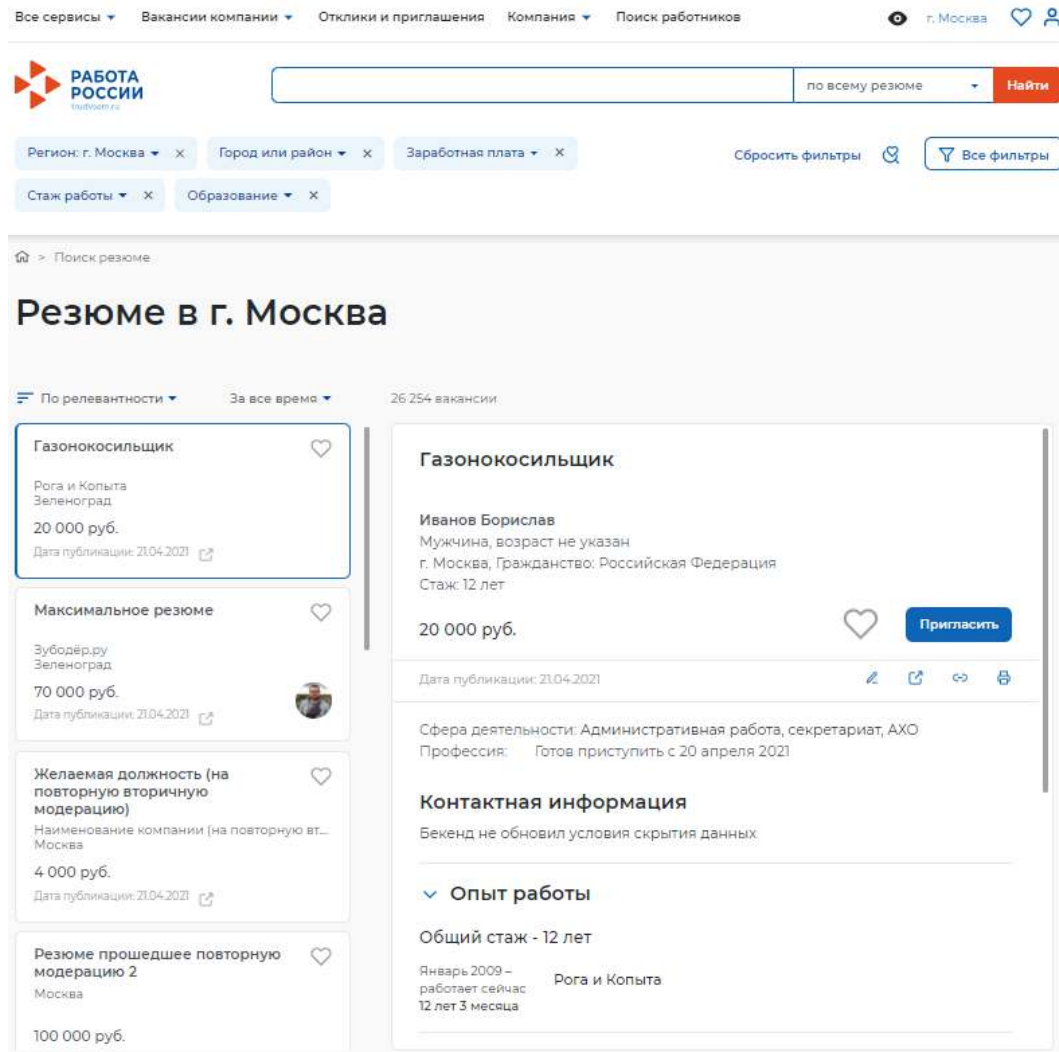 Все сервисы Вакансии компании Отклики и приглашения Компания Поиск работников г. Москва
РАБОТА
РОССИИ
trudvsem.ru
по всему резюме Найти
Регион: г. Москва × Город или район × Заработная плата × Сбросить фильтры Все фильтры
Стаж работы × Образование ×
> Поиск резюме
Резюме в г. Москва
По релевантности За все время 26 254 вакансии
Газонокосильщик
Рога и Копыта
Зеленоград
20 000 руб.
Дата публикации: 21.04.2021
Максимальное резюме
Зубодёр.ру
Зеленоград
70 000 руб.
Дата публикации: 21.04.2021
Желаемая должность (на
повторную вторичную
модерацию)
Наименование компании (на повторную вт...
Москва
4 000 руб.
Дата публикации: 21.04.2021
Резюме прошедшее повторную
модерацию 2
Москва
100 000 руб.
Газонокосильщик
Иванов Борислав
Мужчина, возраст не указан
г. Москва, Гражданство: Российская Федерация
Стаж: 12 лет
20 000 руб. Пригласить
Дата публикации: 21.04.2021
Сфера деятельности: Административная работа, секретариат, АХО
Профессия: Готов приступить с 20 апреля 2021
Контактная информация
Бекенд не обновил условия скрытия данных
Опыт работы
Общий стаж - 12 лет
Январь 2009 –
работает сейчас
12 лет 3 месяца
Рога и Копыта